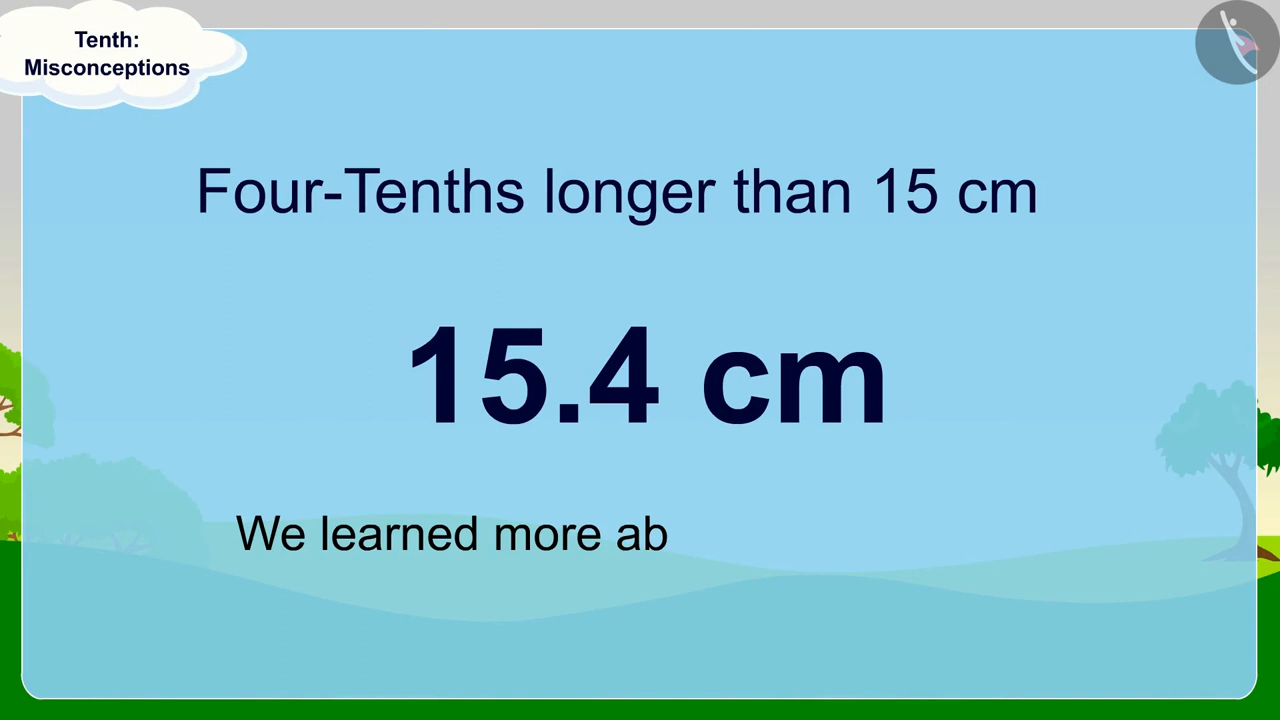 Tenth:
Misconceptions
Four-Tenths longer than 15 cm
15.4 cm
We learned more ab